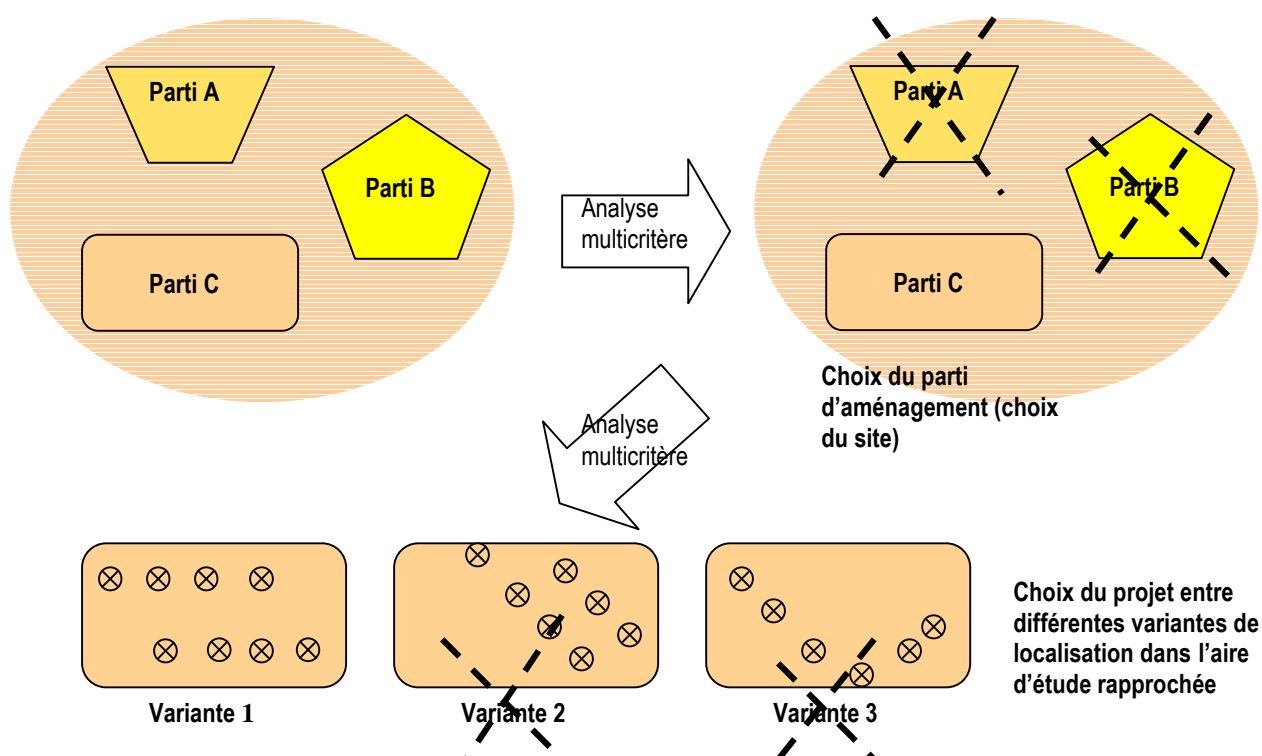 Parti A
Parti B
Parti C
Analyse
multicritère
Parti A
Parti B
Parti C
Choix du parti
d’aménagement (choix
du site)
Analyse
multicritère
Variante 1
Variante 2
Variante 3
Choix du projet entre
différentes variantes de
localisation dans l’aire
d’étude rapprochée